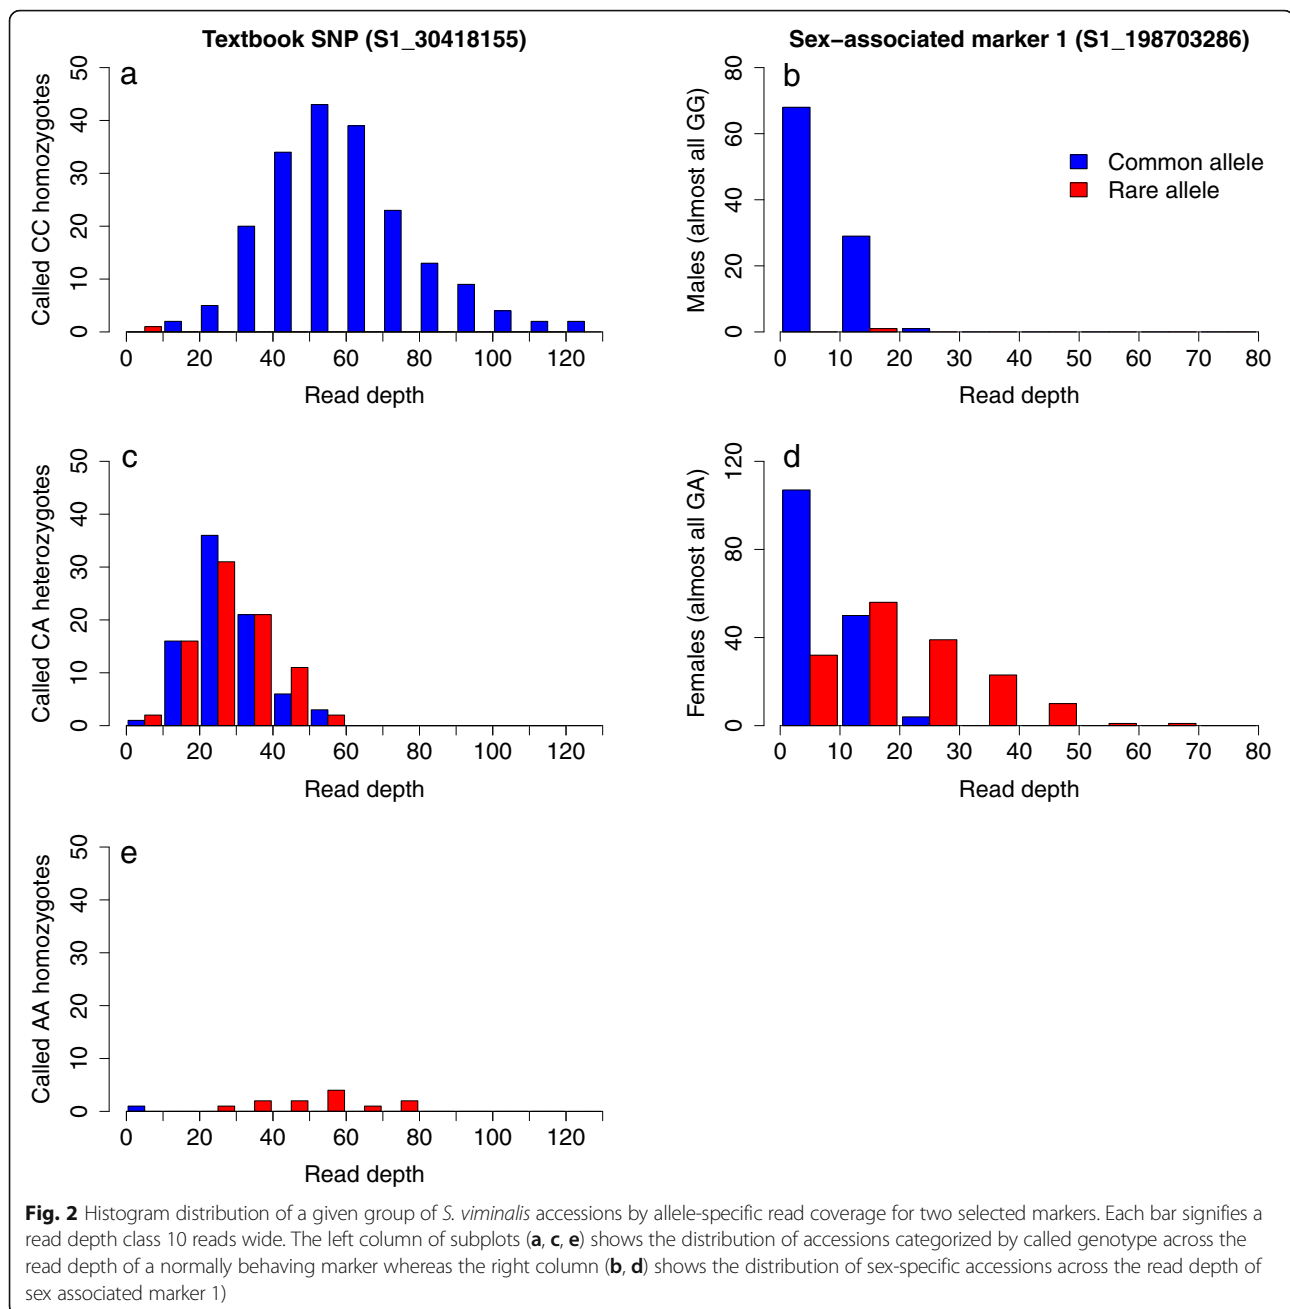 Textbook SNP (S1_30418155)
Sex−associated marker 1 (S1_198703286)
a
Called CC homozygotes
0 10 20 30 40 50
0 20 40 60 80 100 120
Read depth
b
Males (almost all GG)
0 20 40 60 80
Common allele
Rare allele
0 10 20 30 40 50 60 70 80
Read depth
c
Called CA heterozygotes
0 10 20 30 40 50
0 20 40 60 80 100 120
Read depth
d
Females (almost all GA)
0 40 80 120
0 10 20 30 40 50 60 70 80
Read depth
e
Called AA homozygotes
0 10 20 30 40 50
0 20 40 60 80 100 120
Read depth
Fig. 2 Histogram distribution of a given group of S. viminalis accessions by allele-specific read coverage for two selected markers. Each bar signifies a
read depth class 10 reads wide. The left column of subplots (a, c, e) shows the distribution of accessions categorized by called genotype across the
read depth of a normally behaving marker whereas the right column (b, d) shows the distribution of sex-specific accessions across the read depth of
sex associated marker 1)